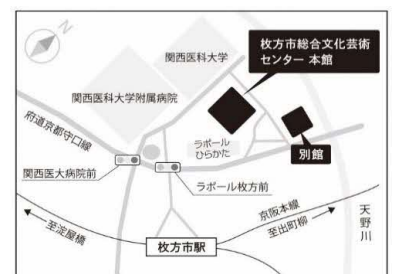 N
関西医科大学
枚方市総合文化芸術
センター 本館
関西医科大学附属病院
府道京都守口線
ラポール
ひらかた
別館
関西医大病院前
ラポール枚方前
京阪本線
至出町柳
天野川
至淀屋橋
枚方市駅